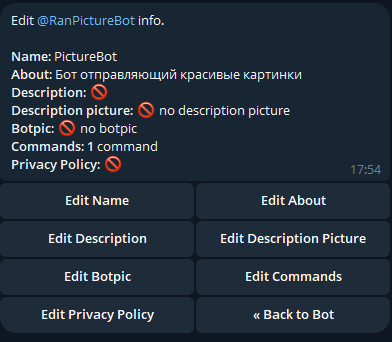 Edit @RanPictureBot info.
Name: PictureBot
About: Бот отправляющий красивые картинки
Description: 🚫
Description picture: 🚫 no description picture
Botpic: 🚫 no botpic
Commands: 1 command
Privacy Policy: 🚫
17:54
Edit Name
Edit About
Edit Description
Edit Description Picture
Edit Botpic
Edit Commands
Edit Privacy Policy
« Back to Bot